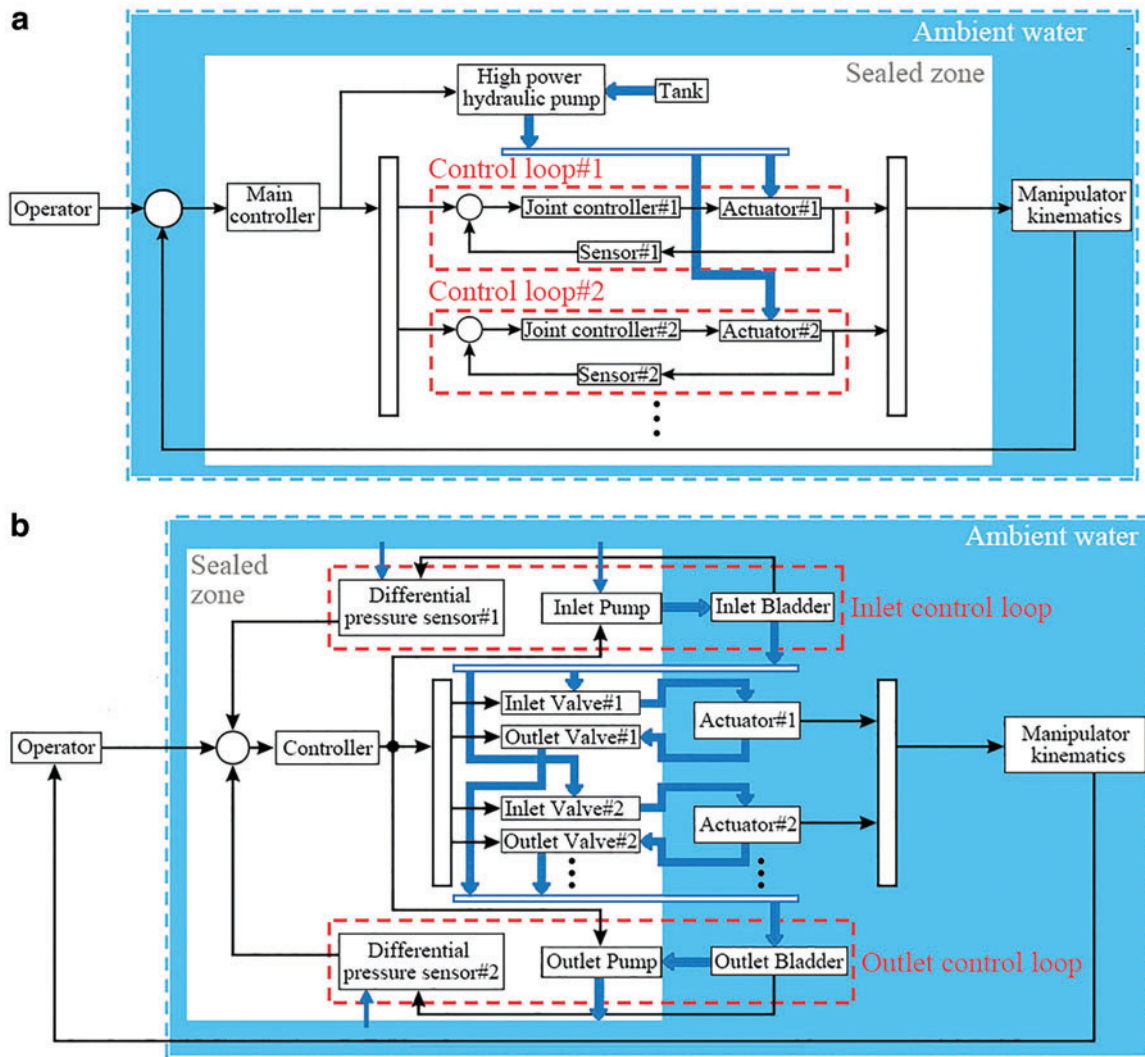 a
Ambient water
Sealed zone
High power
hydraulic pump
Tank
Control loop#1
Operator
Main
controller
Joint controller#1
Actuator#1
Manipulator
kinematics
Sensor#1
Control loop#2
Joint controller#2
Actuator#2
Sensor#2
b
Ambient water
Sealed
zone
Differential
pressure sensor#1
Inlet Pump
Inlet Bladder
Inlet control loop
Inlet Valve#1
Outlet Valve#1
Actuator#1
Operator
Controller
Manipulator
kinematics
Inlet Valve#2
Outlet Valve#2
Actuator#2
Differential
pressure sensor#2
Outlet Pump
Outlet Bladder
Outlet control loop